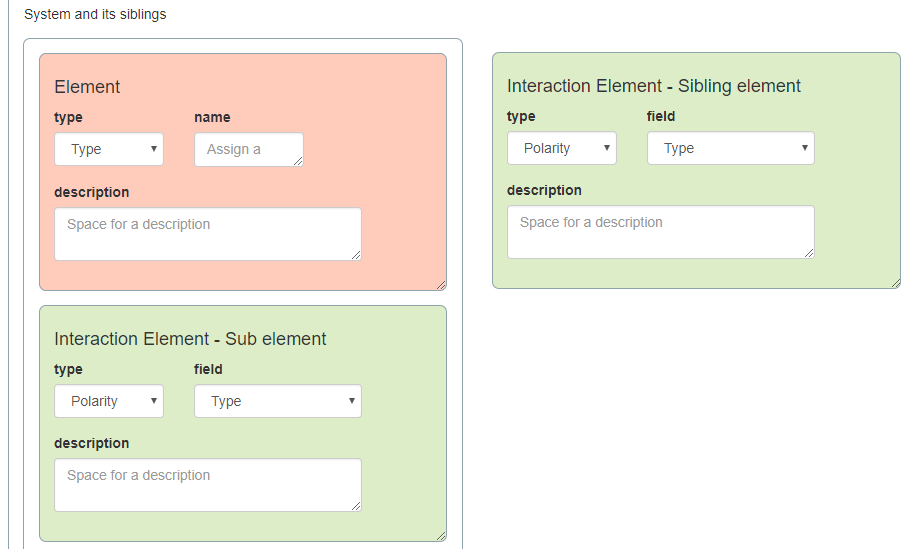 System and its siblings
Element
type name
Type Assign a
description
Space for a description
Interaction Element - Sub element
type field
Polarity Type
description
Space for a description
Interaction Element - Sibling element
type field
Polarity Type
description
Space for a description